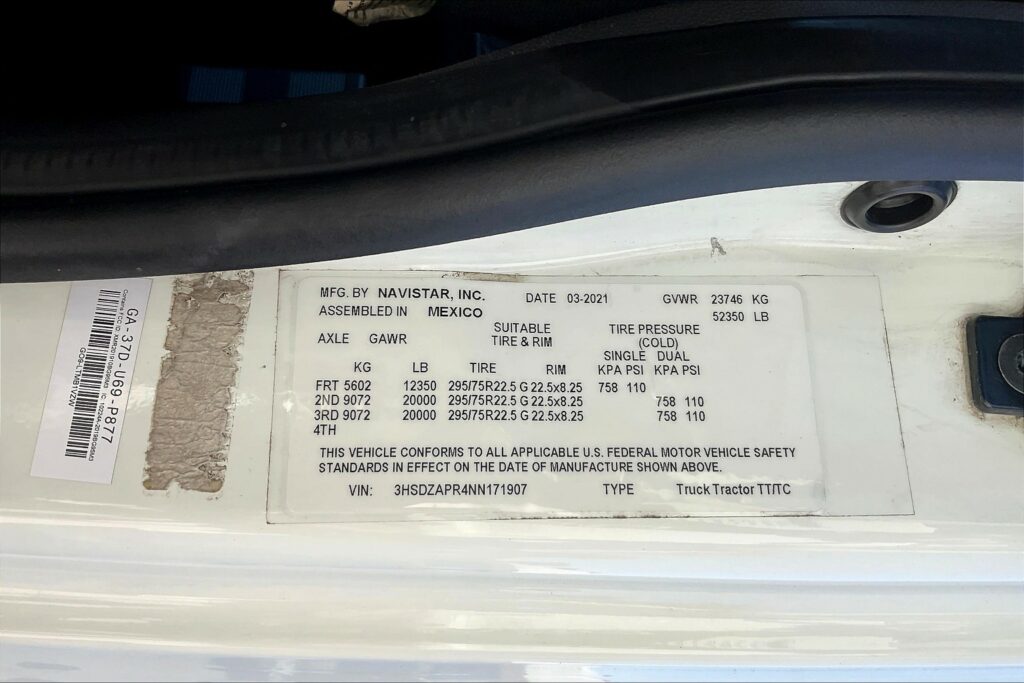 GA-37D-U69-P877
GO9-LTMB1VZW
MFG. BY NAVISTAR, INC. DATE 03-2021 GVWR 23746 KG
ASSEMBLED IN MEXICO 52350 LB
AXLE GAWR SUITABLE TIRE & RIM TIRE PRESSURE (COLD)
SINGLE DUAL
KG LB TIRE RIM KPA PSI KPA PSI
FRT 5602 12350 295/75R22.5 G 22.5x8.25 758 110
2ND 9072 20000 295/75R22.5 G 22.5x8.25 758 110
3RD 9072 20000 295/75R22.5 G 22.5x8.25 758 110
4TH
THIS VEHICLE CONFORMS TO ALL APPLICABLE U.S. FEDERAL MOTOR VEHICLE SAFETY
STANDARDS IN EFFECT ON THE DATE OF MANUFACTURE SHOWN ABOVE.
VIN: 3HSDZAPR4NN171907 TYPE Truck Tractor TT/TC